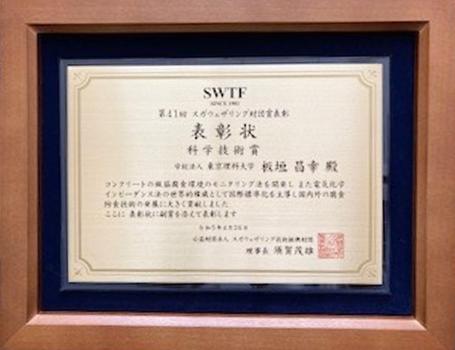 SWTF
SINCE 1981
第41回 スガウェザリング財団賞表彰
表彰状
科学技術賞
学校法人 東京理科大学 板垣昌幸 殿
コンクリートの鉄筋腐食環境のモニタリング法を開発し また電気化学
インピーダンス法の世界的権威として国際標準化を主導し国内外の腐食
防食技術の発展に大きく貢献しました
ここに 表彰状に副賞を添えて表彰します
令和5年4月26日
公益財団法人 スガウェザリング技術振興財団
理事長 須賀茂雄